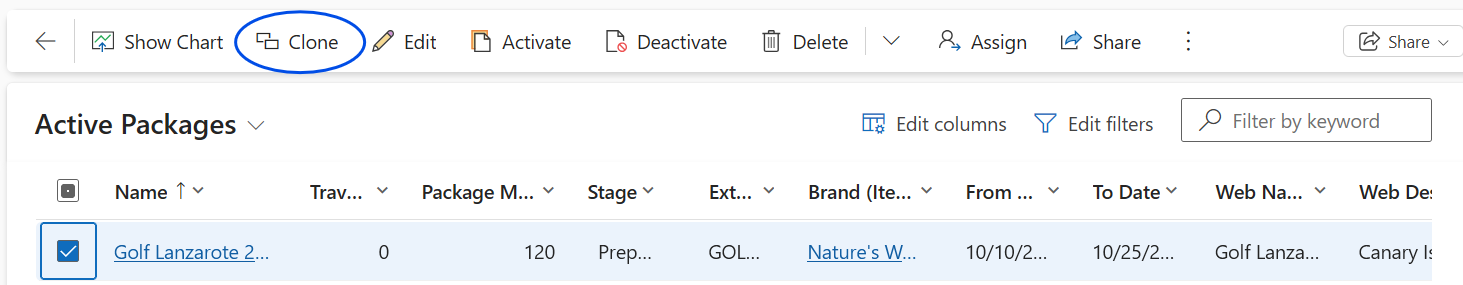 Show Chart Clone Edit Activate Deactivate Delete Assign Share Share
Active Packages Edit columns Edit filters Filter by keyword
Name Trav... Package M... Stage Ext... Brand (Ite... From ... To Date Web Na... Web Des
Golf Lanzarote 2... 0 120 Prep... GOL... Nature's W... 10/10/2... 10/25/2... Golf Lanza... Canary Is